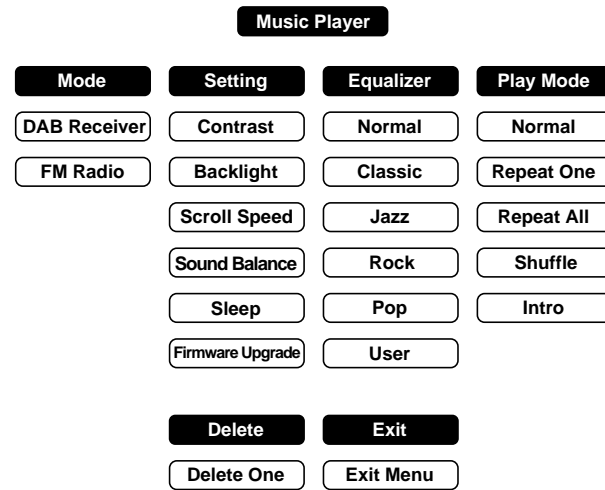 Music Player
Mode
DAB Receiver
FM Radio
Setting
Contrast
Backlight
Scroll Speed
Sound Balance
Sleep
Firmware Upgrade
Equalizer
Normal
Classic
Jazz
Rock
Pop
User
Play Mode
Normal
Repeat One
Repeat All
Shuffle
Intro
Delete
Delete One
Exit
Exit Menu